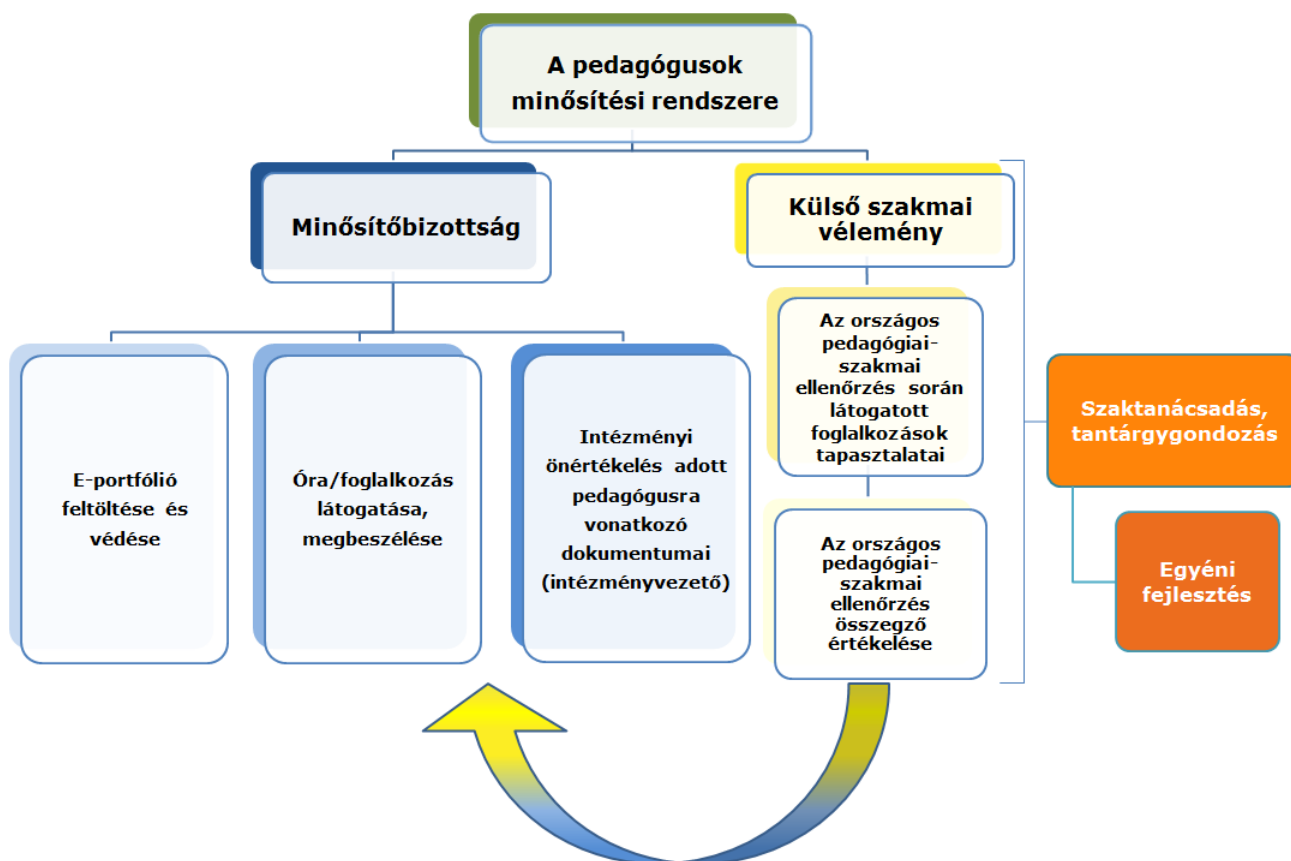 A pedagógusok
minősítési rendszere
Minősítőbizottság
Külső szakmai
vélemény
E-portfólió
feltöltése és
védése
Óra/foglalkozás
látogatása,
megbeszélése
Intézményi
önértékelés adott
pedagógusra
vonatkozó
dokumentumai
(intézményvezető)
Az országos
pedagógiai-
szakmai
ellenőrzés során
látogatott
foglalkozások
tapasztalatai
Az országos
pedagógiai-
szakmai
ellenőrzés
összegző
értékelése
Szaktanácsadás,
tantárgygondozás
Egyéni
fejlesztés